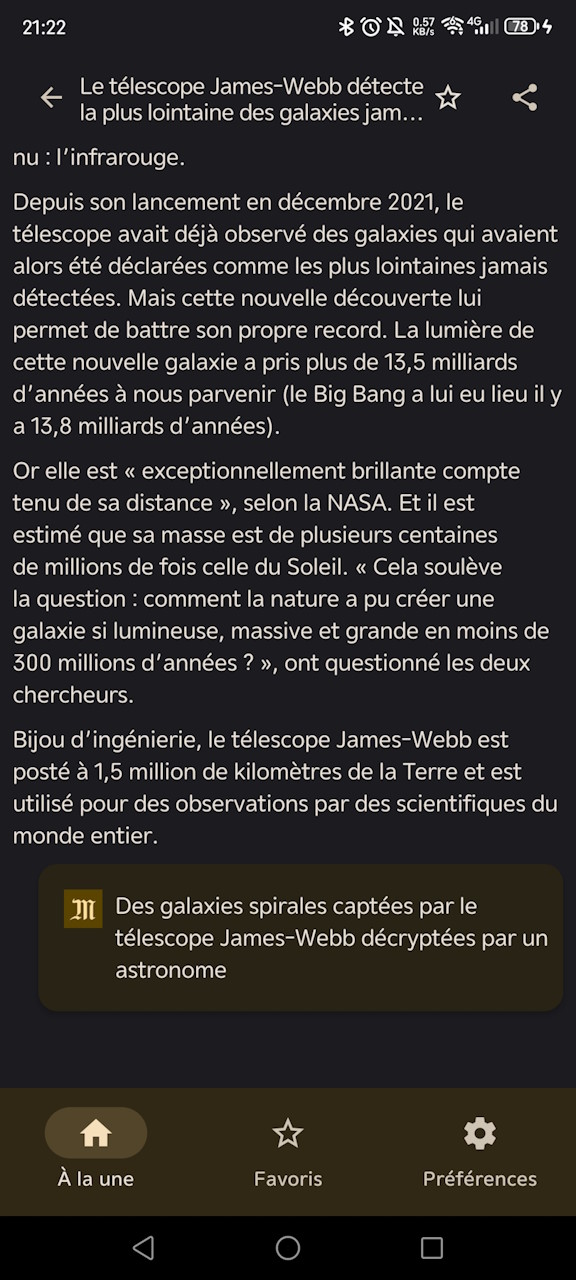 21:22
0.57
KB/s
4G
78
Le télescope James-Webb détecte
la plus lointaine des galaxies jam…
nu : l’infrarouge.
Depuis son lancement en décembre 2021, le
télescope avait déjà observé des galaxies qui avaient
alors été déclarées comme les plus lointaines jamais
détectées. Mais cette nouvelle découverte lui
permet de battre son propre record. La lumière de
cette nouvelle galaxie a pris plus de 13,5 milliards
d’années à nous parvenir (le Big Bang a lui eu lieu il y
a 13,8 milliards d’années).
Or elle est « exceptionnellement brillante compte
tenu de sa distance », selon la NASA. Et il est
estimé que sa masse est de plusieurs centaines
de millions de fois celle du Soleil. « Cela soulève
la question : comment la nature a pu créer une
galaxie si lumineuse, massive et grande en moins de
300 millions d’années ? », ont questionné les deux
chercheurs.
Bijou d’ingénierie, le télescope James-Webb est
posté à 1,5 million de kilomètres de la Terre et est
utilisé pour des observations par des scientifiques du
monde entier.
M
Des galaxies spirales captées par le
télescope James-Webb décryptées par un
astronome
À la une
Favoris
Préférences